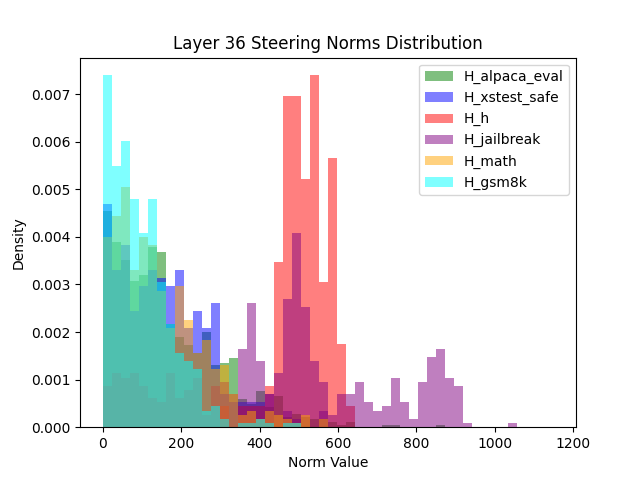 Layer 36 Steering Norms Distribution
H_alpaca_eval
H_xstest_safe
H_h
H_jailbreak
H_math
H_gsm8k
Density
0.007
0.006
0.005
0.004
0.003
0.002
0.001
0.000
0 200 400 600 800 1000 1200
Norm Value